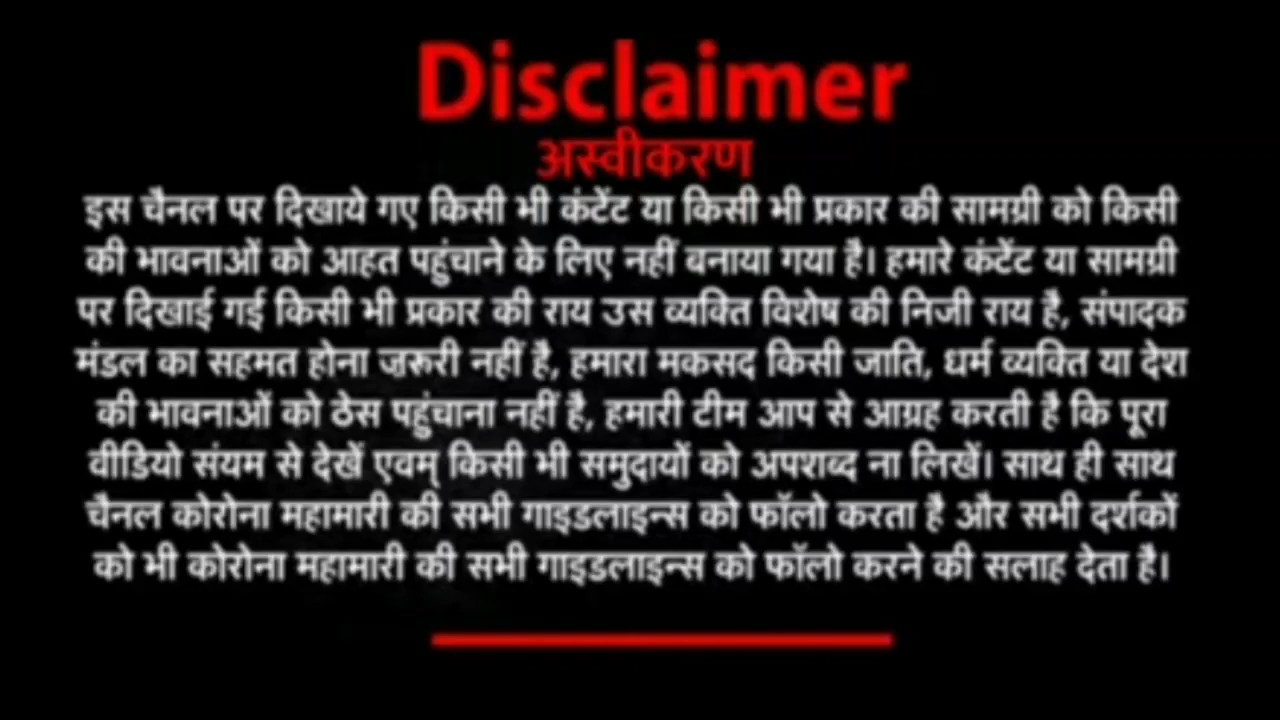 Disclaimer
अस्वीकरण
इस चैनल पर दिखाये गए किसी भी कंटेंट या किसी भी प्रकार की सामग्री को किसी
की भावनाओं को आहत पहुंचाने के लिए नहीं बनाया गया है। हमारे कंटेंट या सामग्री
पर दिखाई गई किसी भी प्रकार की राय उस व्यक्ति विशेष की निजी राय है, संपादक
मंडल का सहमत होना ज़रुरी नहीं है, हमारा मकसद किसी जाति, धर्म व्यक्ति या देश
की भावनाओं को ठेस पहुंचाना नहीं है, हमारी टीम आप से आग्रह करती है कि पूरा
वीडियो संयम से देखें एवम् किसी भी समुदायों को अपशब्द ना लिखें। साथ ही साथ
चैनल कोरोना महामारी की सभी गाइडलाइन्स को फॉलो करता है और सभी दर्शकों
को भी कोरोना महामारी की सभी गाइडलाइन्स को फॉलो करने की सलाह देता है।